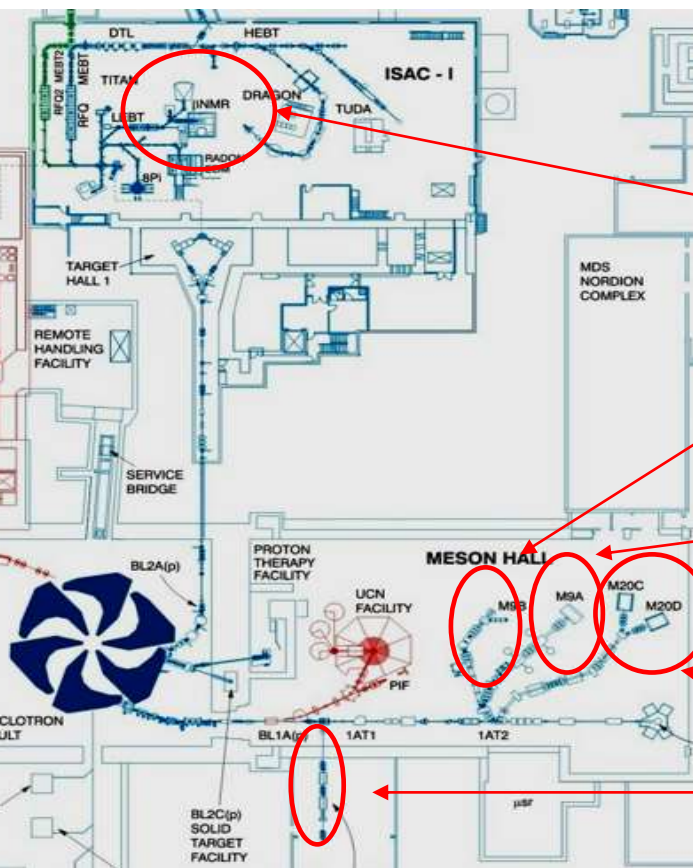 DTL
HEBT
ISAC - I
TITAN
RFQ2 MEBT2
RFQ MEBT
LEBT
βNMR
DRAGON
TUDA
8Pi
RADON
EDM
TARGET
HALL 1
MDS
NORDION
COMPLEX
REMOTE
HANDLING
FACILITY
SERVICE
BRIDGE
PROTON
THERAPY
FACILITY
MESON HALL
BL2A(p)
UCN
FACILITY
M9B
M9A
M20C
M20D
PIF
CLOTRON
ULT
BL1A(p)
1AT1
1AT2
BL2C(p)
SOLID
TARGET
FACILITY
μsr